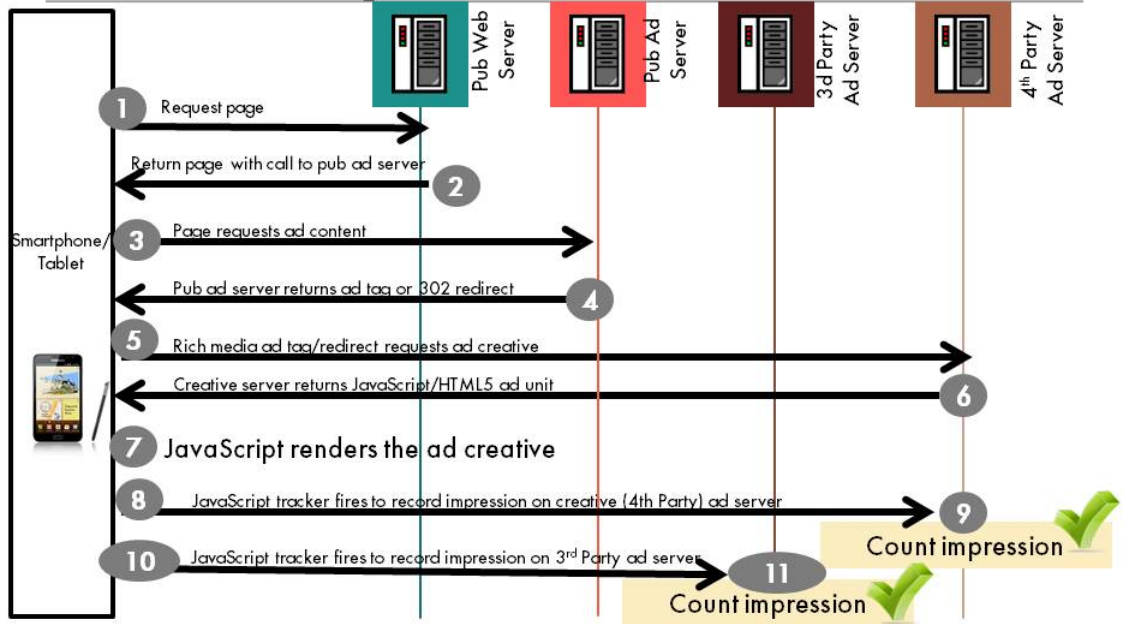 Pub Web
Server
Pub Ad
Server
3d Party
Ad Server
4th Party
Ad Server
1
Request page
Return page with call to pub ad server
2
Smartphone/
Tablet
3
Page requests ad content
Pub ad server returns ad tag or 302 redirect
4
5
Rich media ad tag/redirect requests ad creative
Creative server returns JavaScript/HTML5 ad unit
6
7
JavaScript renders the ad creative
8
JavaScript tracker fires to record impression on creative (4th Party) ad server
9
Count impression
10
JavaScript tracker fires to record impression on 3rd Party ad server
11
Count impression